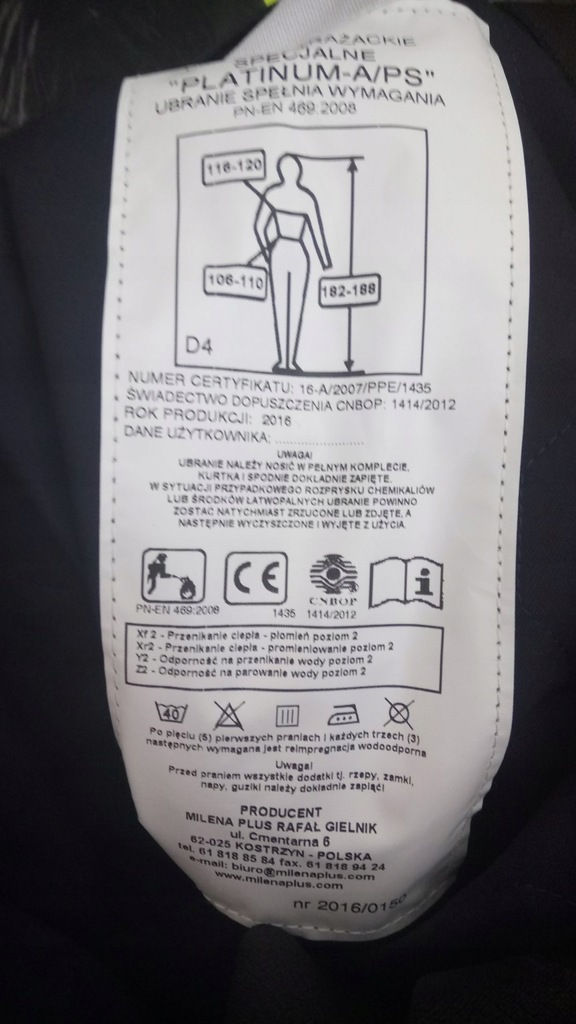 SPECJALNE
"PLATINUM-A/PS"
UBRANIE SPEŁNIA WYMAGANIA
PN-EN 469:2008
116-120
106-110
182-188
D4
NUMER CERTYFIKATU: 16-A/2007/PPE/1435
ŚWIADECTWO DOPUSZCZENIA CNBOP: 1414/2012
ROK PRODUKCJI: 2016
DANE UŻYTKOWNIKA: ........................
UWAGA!
UBRANIE NALEŻY NOSIĆ W PEŁNYM KOMPLECIE,
KURTKA I SPODNIE DOKŁADNIE ZAPIĘTE.
W SYTUACJI PRZYPADKOWEGO ROZPRYSKU CHEMIKALIÓW
LUB ŚRODKÓW ŁATWOPALNYCH UBRANIE POWINNO
ZOSTAĆ NATYCHMIAST ZRZUCONE LUB ZDJĘTE, A
NASTĘPNIE WYCZYSZCZONE I WYJĘTE Z UŻYCIA.
CE
CNBOP
i
PN-EN 469:2008 1435 1414/2012
Xf 2 - Przenikanie ciepła - płomień poziom 2
Xr2 - Przenikanie ciepła - promieniowanie poziom 2
Y2 - Odporność na przenikanie wody poziom 2
Z2 - Odporność na parowanie wody poziom 2
40
Po pięciu (5) pierwszych praniach i każdych trzech (3)
następnych wymagana jest reimpregnacja wodoodporna
Uwaga!
Przed praniem wszystkie dodatki tj. rzepy, zamki,
napy, guziki należy dokładnie zapiąć!
PRODUCENT
MILENA PLUS RAFAŁ GIELNIK
ul. Cmentarna 6
62-025 KOSTRZYN - POLSKA
tel. 61 818 85 84 fax. 61 818 94 24
e-mail: biuro@milenaplus.com
www.milenaplus.com
nr 2016/0150